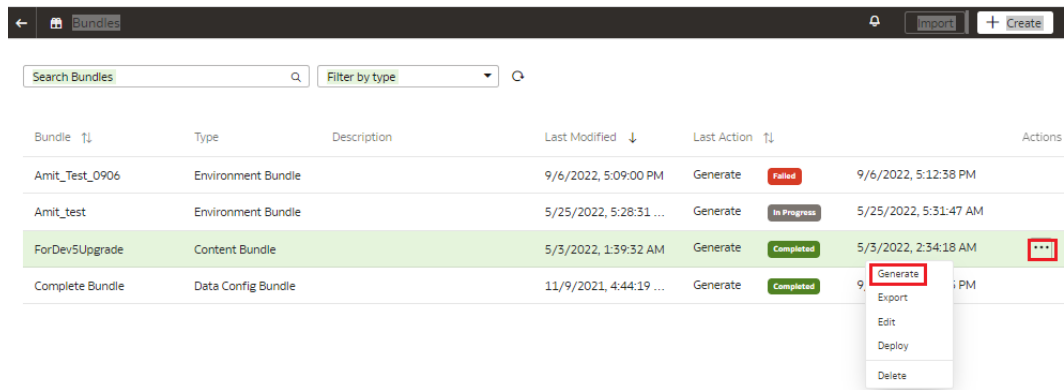 Bundles Import + Create
Search Bundles Filter by type
Bundle Type Description Last Modified Last Action Actions
Amit_Test_0906 Environment Bundle 9/6/2022, 5:09:00 PM Generate Failed 9/6/2022, 5:12:38 PM
Amit_test Environment Bundle 5/25/2022, 5:28:31 ... Generate In Progress 5/25/2022, 5:31:47 AM
ForDev5Upgrade Content Bundle 5/3/2022, 1:39:32 AM Generate Completed 5/3/2022, 2:34:18 AM ...
Complete Bundle Data Config Bundle 11/9/2021, 4:44:19 ... Generate Completed PM
Generate
Export
Edit
Deploy
Delete